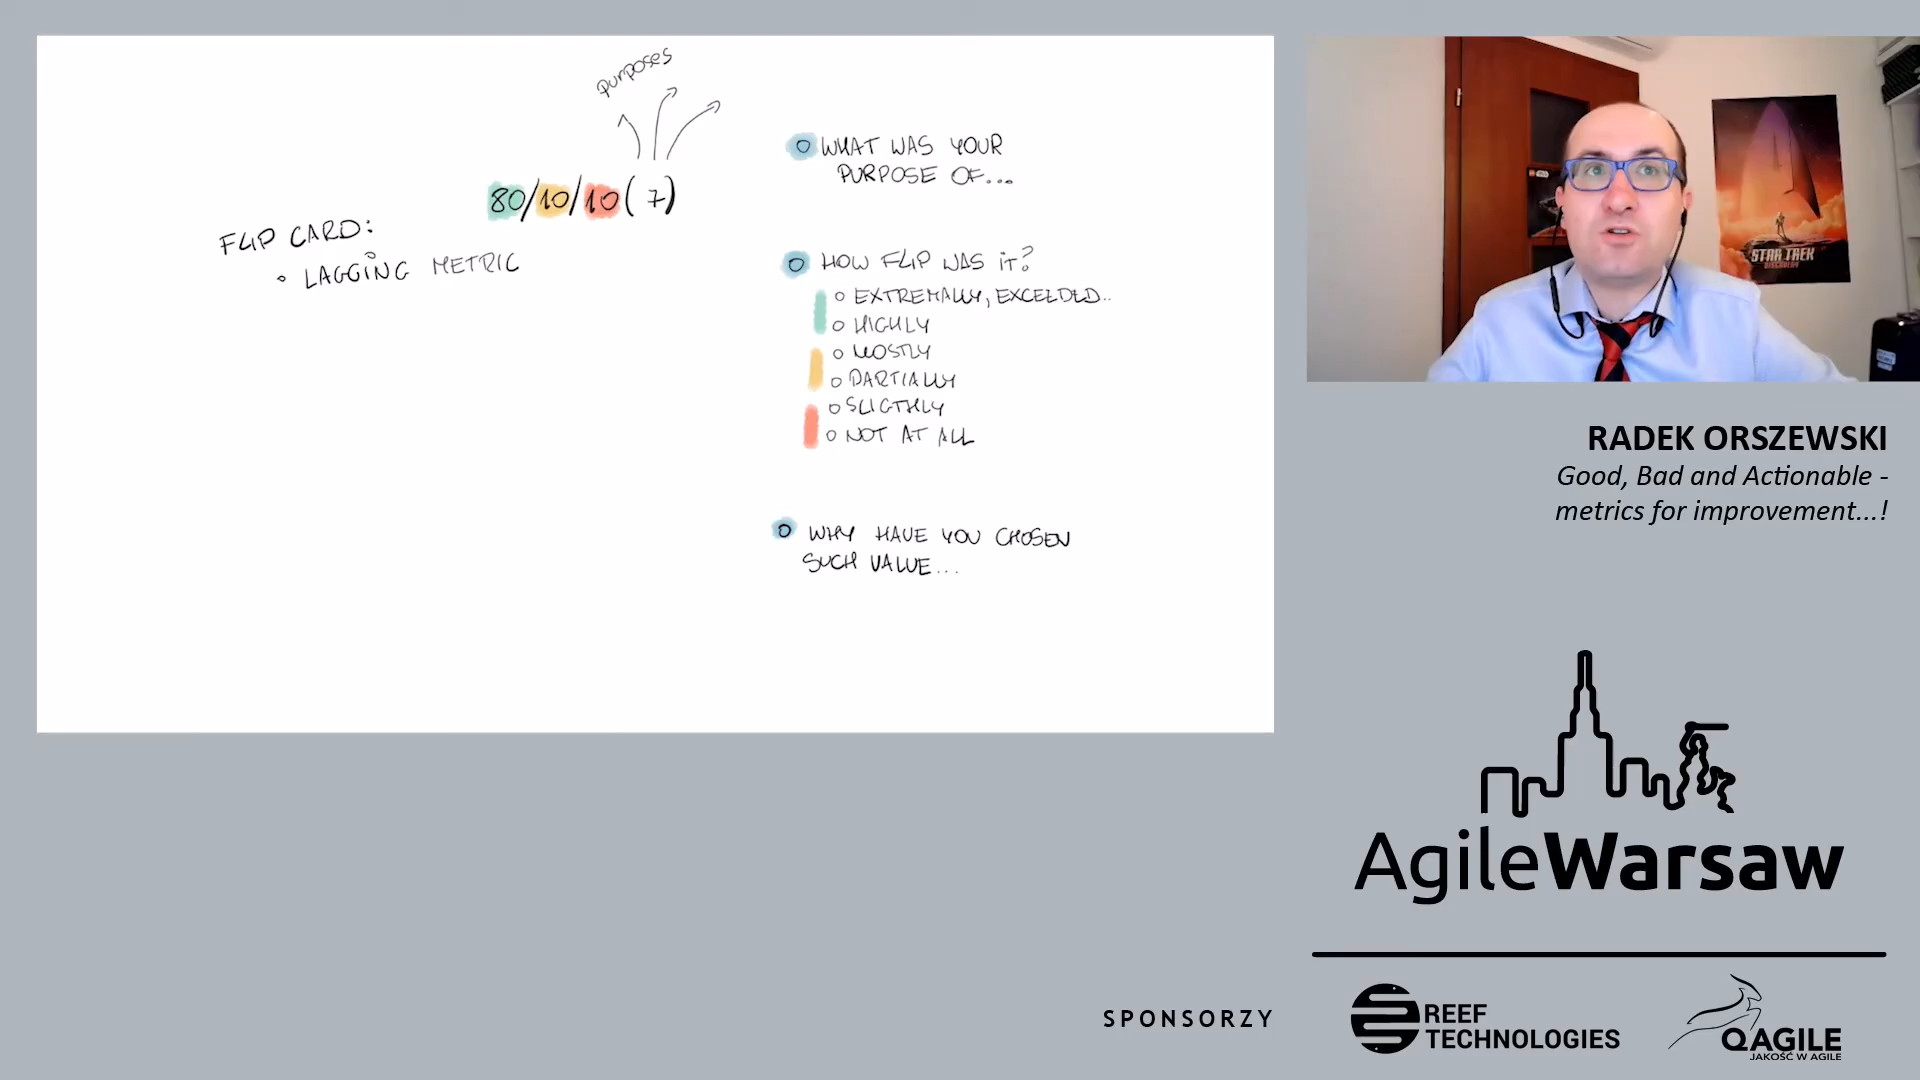 purposes
80/10/10(7)
FLIP CARD:
• LAGGING METRIC
WHAT WAS YOUR
PURPOSE OF...
HOW FLIP WAS IT?
EXTREMALLY, EXCEEDED..
HIGHLY
MOSTLY
PARTIALLY
SLIGTHLY
NOT AT ALL
WHY HAVE YOU CHOSEN
SUCH VALUE...
STAR TREK
DISCOVERY
RADEK ORSZEWSKI
Good, Bad and Actionable -
metrics for improvement...!
AgileWarsaw
SPONSORZY
REEF
TECHNOLOGIES
QAGILE
JAKOŚĆ W AGILE